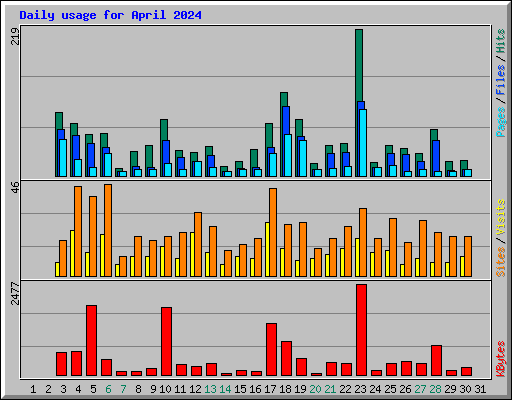 Daily usage for April 2024
219
Pages / Files / Hits
46
Sites / Visits
2477
KBytes
1 2 3 4 5 6 7 8 9 10 11 12 13 14 15 16 17 18 19 20 21 22 23 24 25 26 27 28 29 30 31